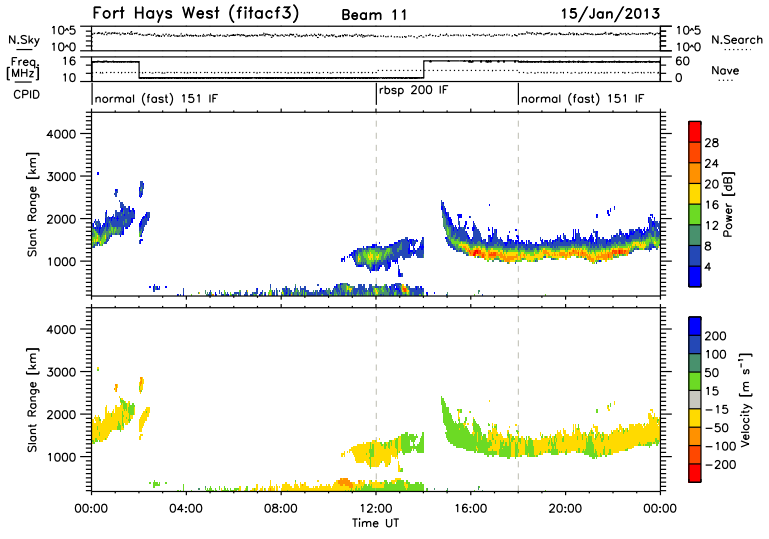 Fort Hays West (fitacf3) Beam 11 15/Jan/2013
N.Sky 10^5 10^0 10^5 10^0 N.Search
Freq. [MHz] 16 10 60 0 Nave
CPID normal (fast) 151 IF rbsp 200 IF normal (fast) 151 IF
Slant Range [km]
4000
3000
2000
1000
Power [dB]
28
24
20
16
12
8
4
Slant Range [km]
4000
3000
2000
1000
Velocity [m s^-1]
200
100
50
15
-15
-50
-100
-200
00:00 04:00 08:00 12:00 16:00 20:00 00:00
Time UT